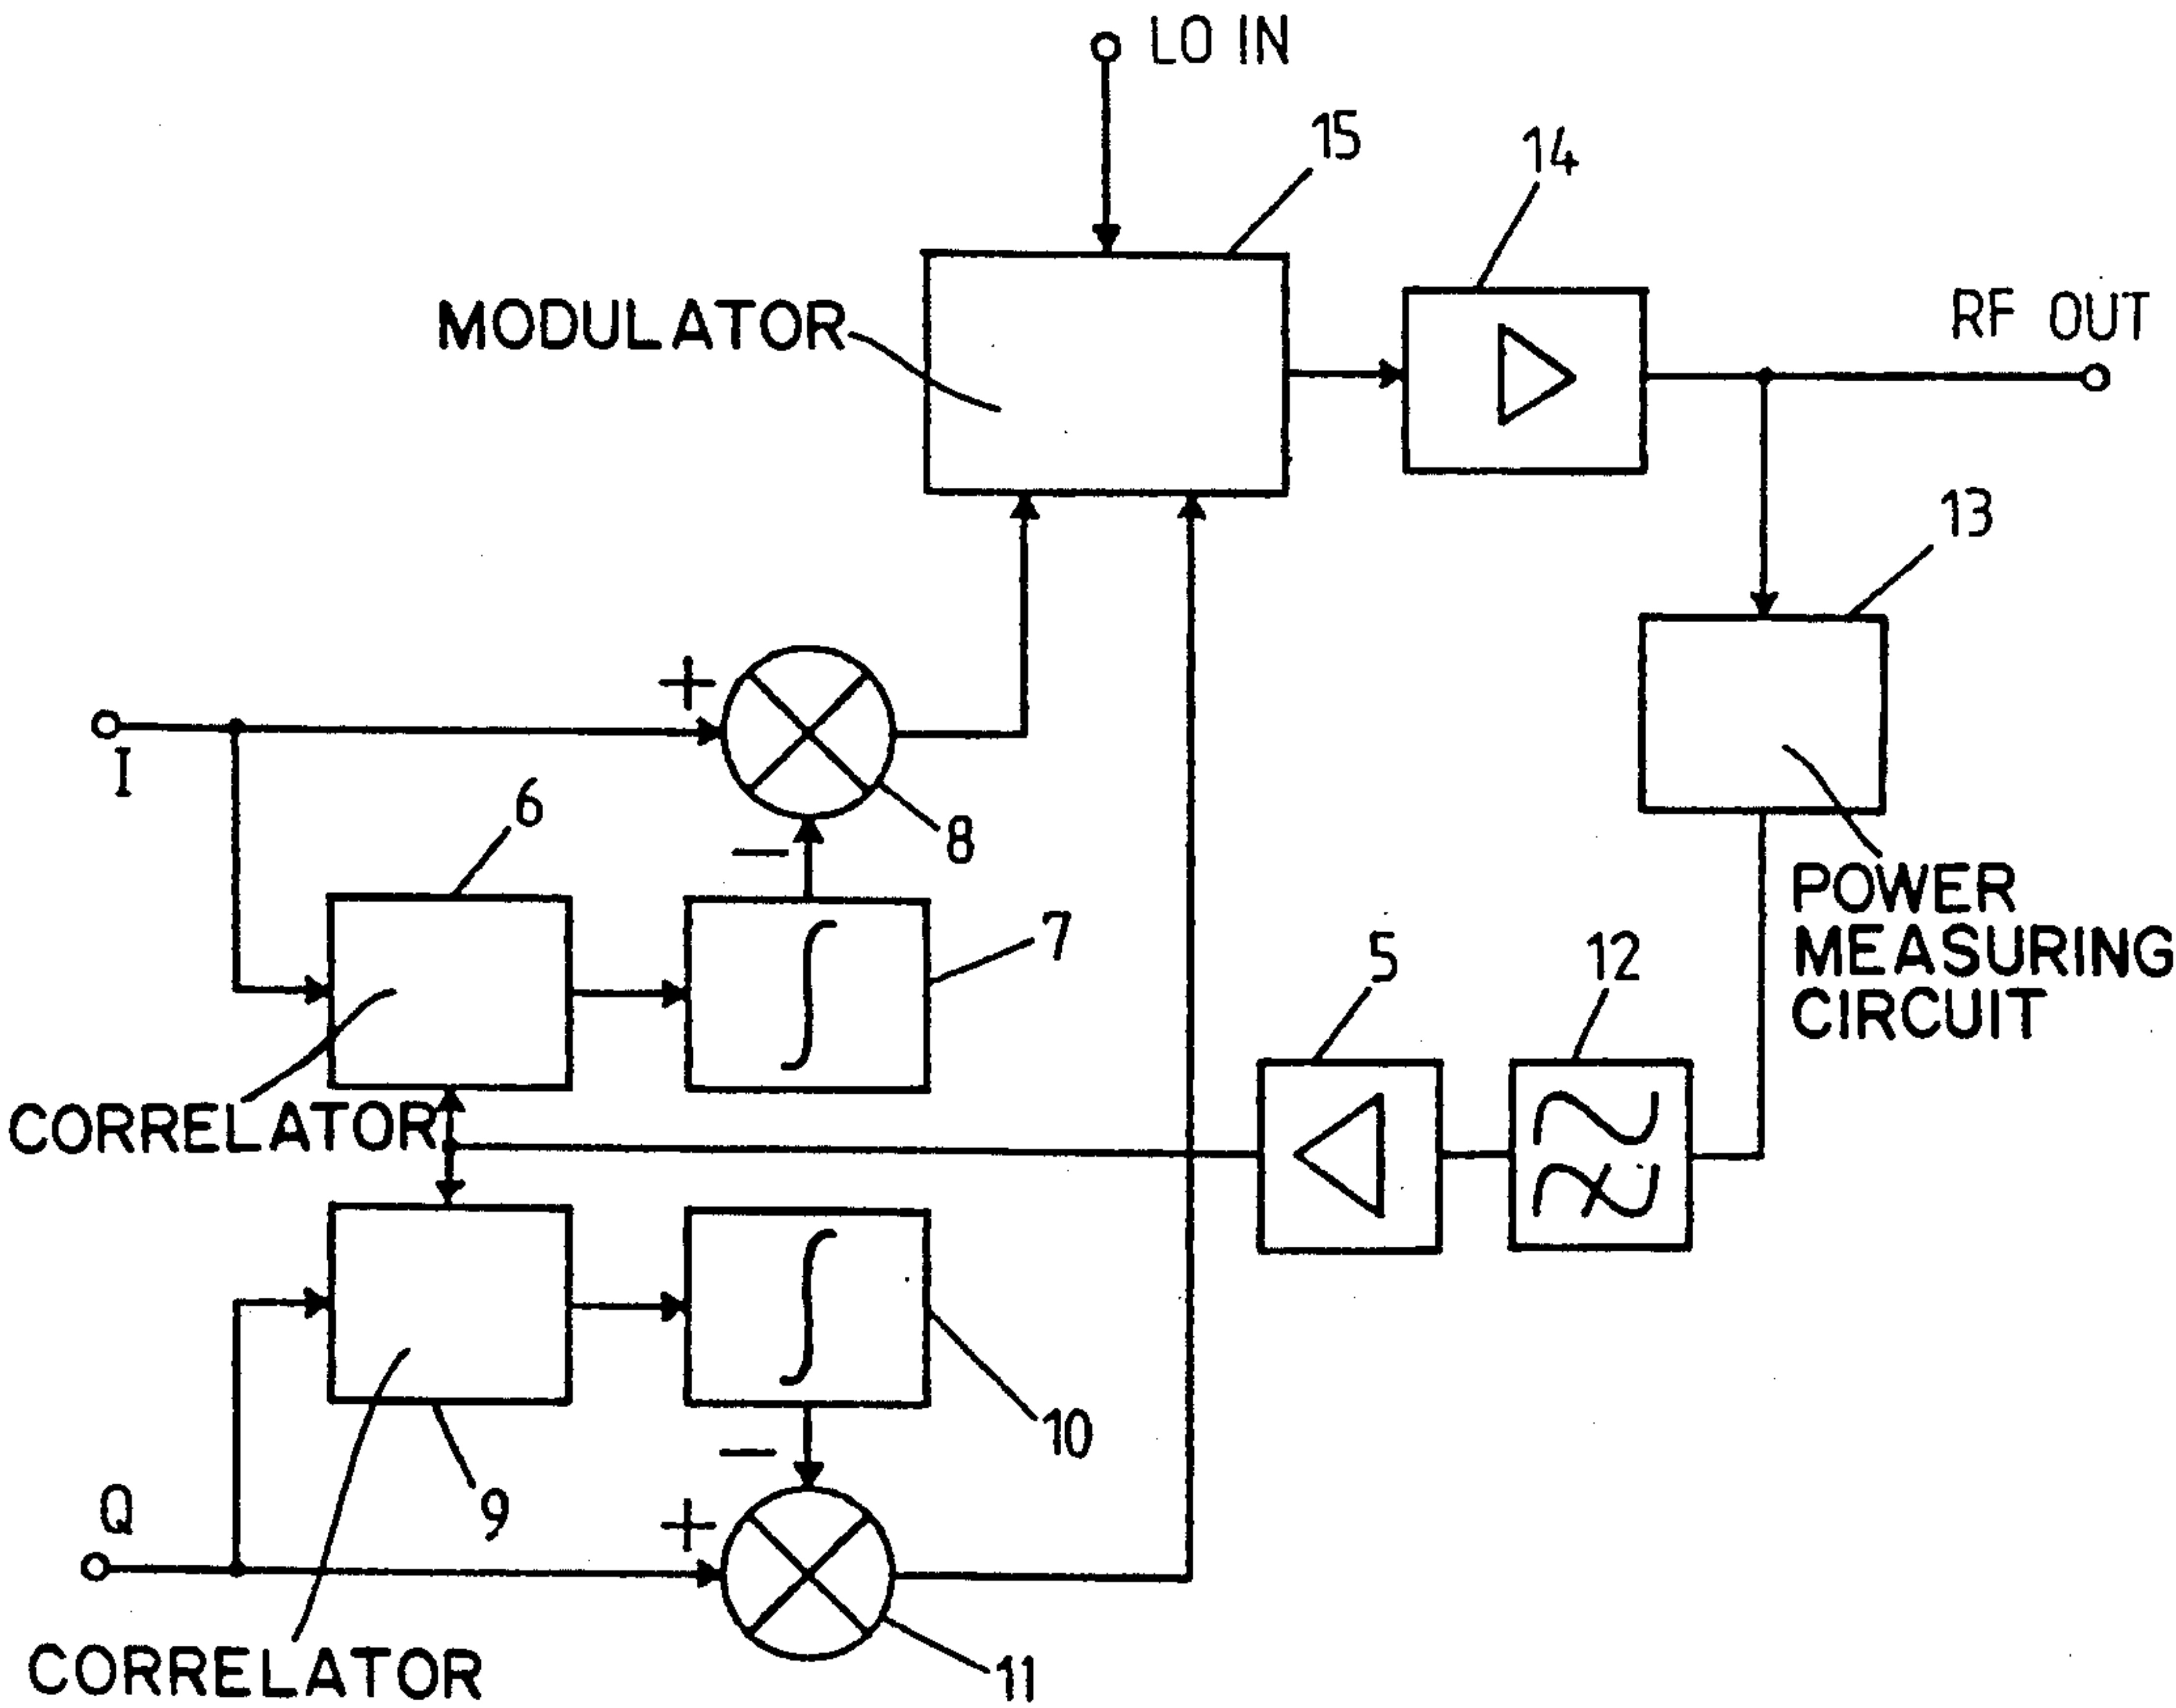 LO IN
15
14
MODULATOR
RF OUT
13
+
I
6
8
−
7
POWER
MEASURING
CIRCUIT
5
12
CORRELATOR
10
−
Q
9
+
11
CORRELATOR